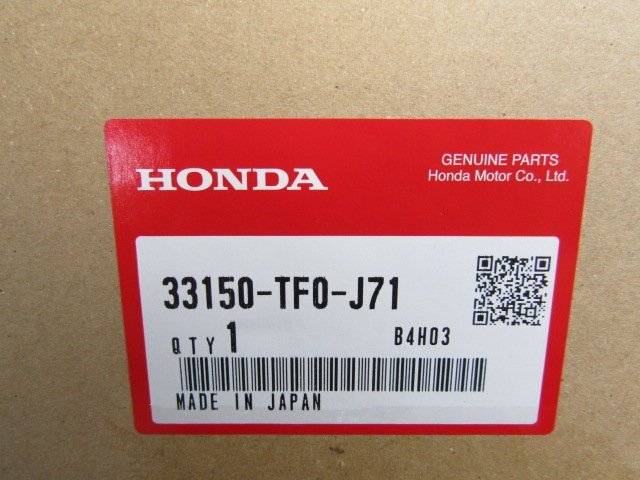 HONDA
GENUINE PARTS
Honda Motor Co., Ltd.
33150-TF0-J71
QTY 1
B4H03
MADE IN JAPAN